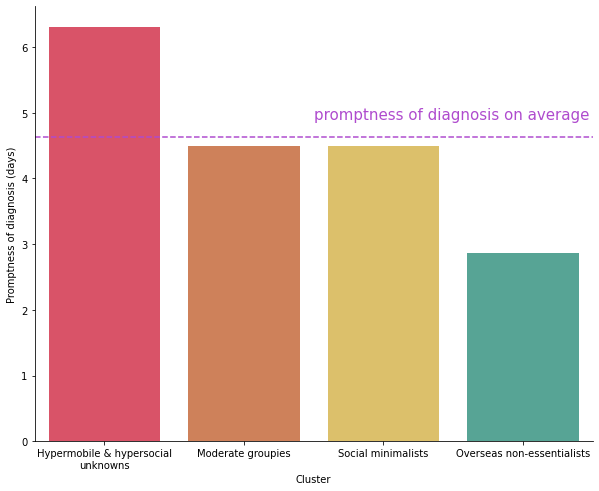 6
promptness of diagnosis on average
5
4
3
2
1
0
Promptness of diagnosis (days)
Hypermobile & hypersocial
unknowns
Moderate groupies
Social minimalists
Overseas non-essentialists
Cluster